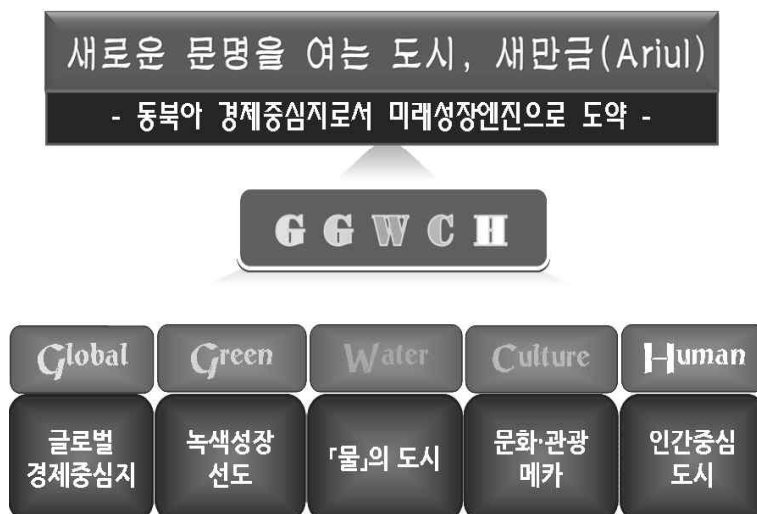 새로운 문명을 여는 도시, 새만금(Ariul)
- 동북아 경제중심지로서 미래성장엔진으로 도약 -
G G W C H
Global Green Water Culture Human
글로벌 경제중심지
녹색성장 선도
「물」의 도시
문화·관광 메카
인간중심 도시